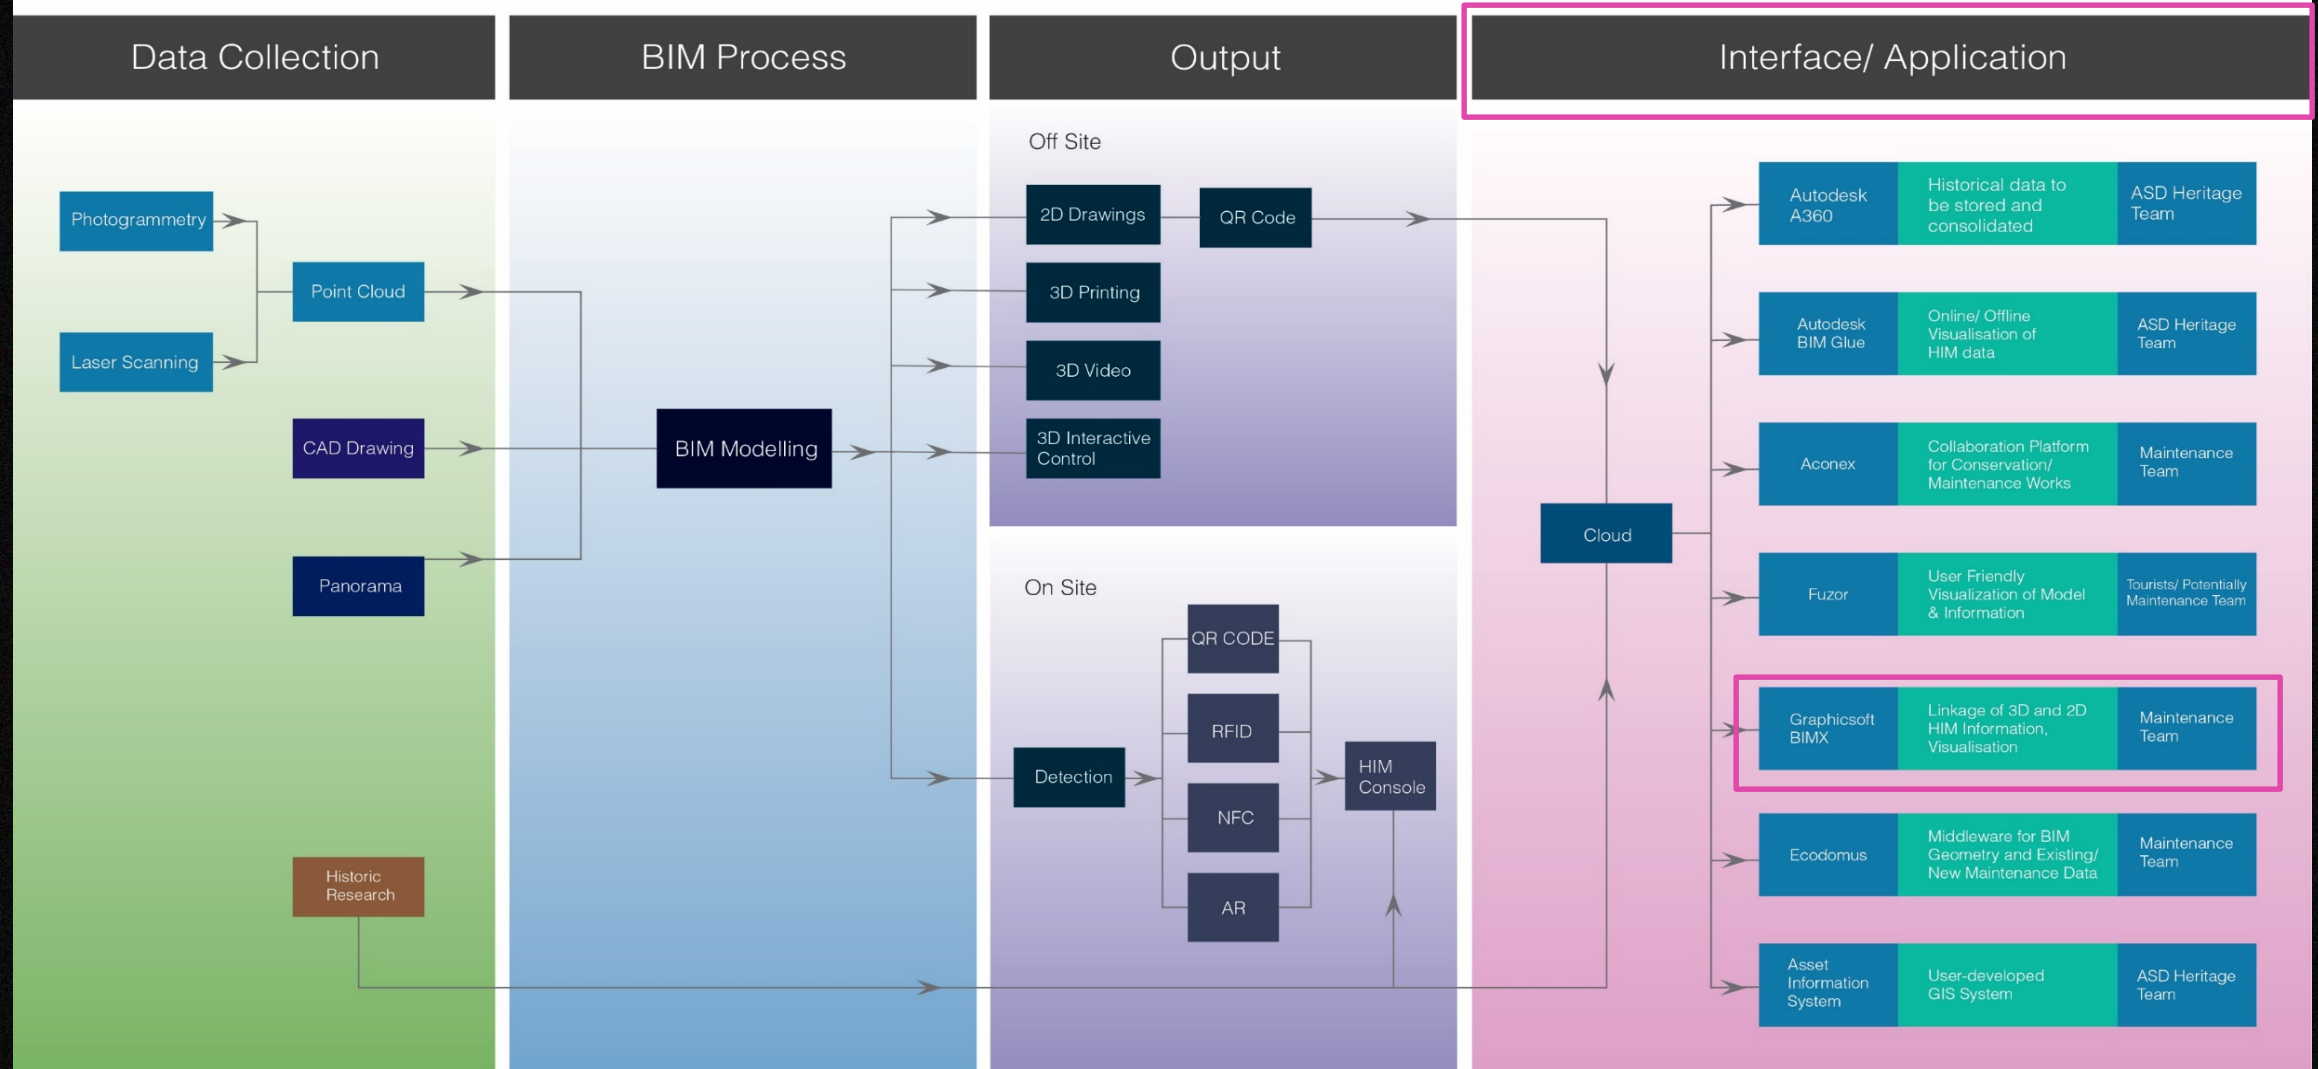 Data Collection
BIM Process
Output
Interface/ Application
Photogrammetry
Laser Scanning
Point Cloud
CAD Drawing
Panorama
Historic
Research
BIM Modelling
Off Site
2D Drawings
QR Code
3D Printing
3D Video
3D Interactive
Control
On Site
Detection
QR CODE
RFID
NFC
AR
HIM
Console
Cloud
Autodesk
A360
Historical data to
be stored and
consolidated
ASD Heritage
Team
Autodesk
BIM Glue
Online/ Offline
Visualisation of
HIM data
ASD Heritage
Team
Aconex
Collaboration Platform
for Conservation/
Maintenance Works
Maintenance
Team
Fuzor
User Friendly
Visualization of Model
& Information
Tourists/ Potentially
Maintenance Team
Graphicsoft
BIMX
Linkage of 3D and 2D
HIM Information,
Visualisation
Maintenance
Team
Ecodomus
Middleware for BIM
Geometry and Existing/
New Maintenance Data
Maintenance
Team
Asset
Information
System
User-developed
GIS System
ASD Heritage
Team